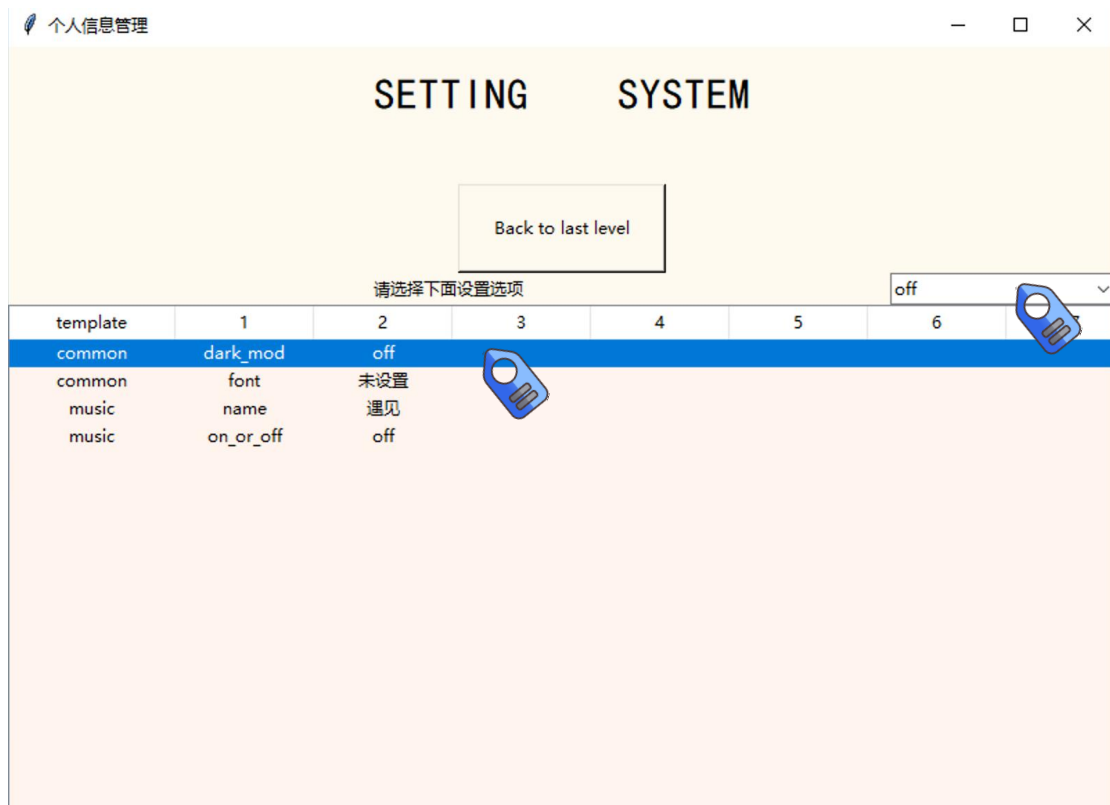 个人信息管理
SETTING SYSTEM
Back to last level
请选择下面设置选项 off
template 1 2 3 4 5 6
common dark_mod off
common font 未设置
music name 遇见
music on_or_off off